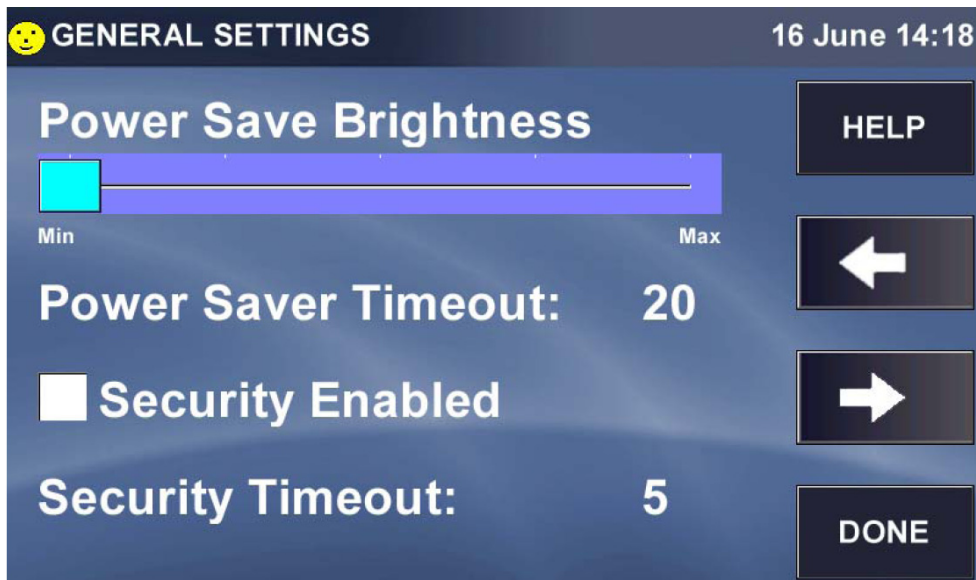 GENERAL SETTINGS
16 June 14:18
Power Save Brightness
HELP
Min
Max
Power Saver Timeout: 20
Security Enabled
Security Timeout: 5
DONE